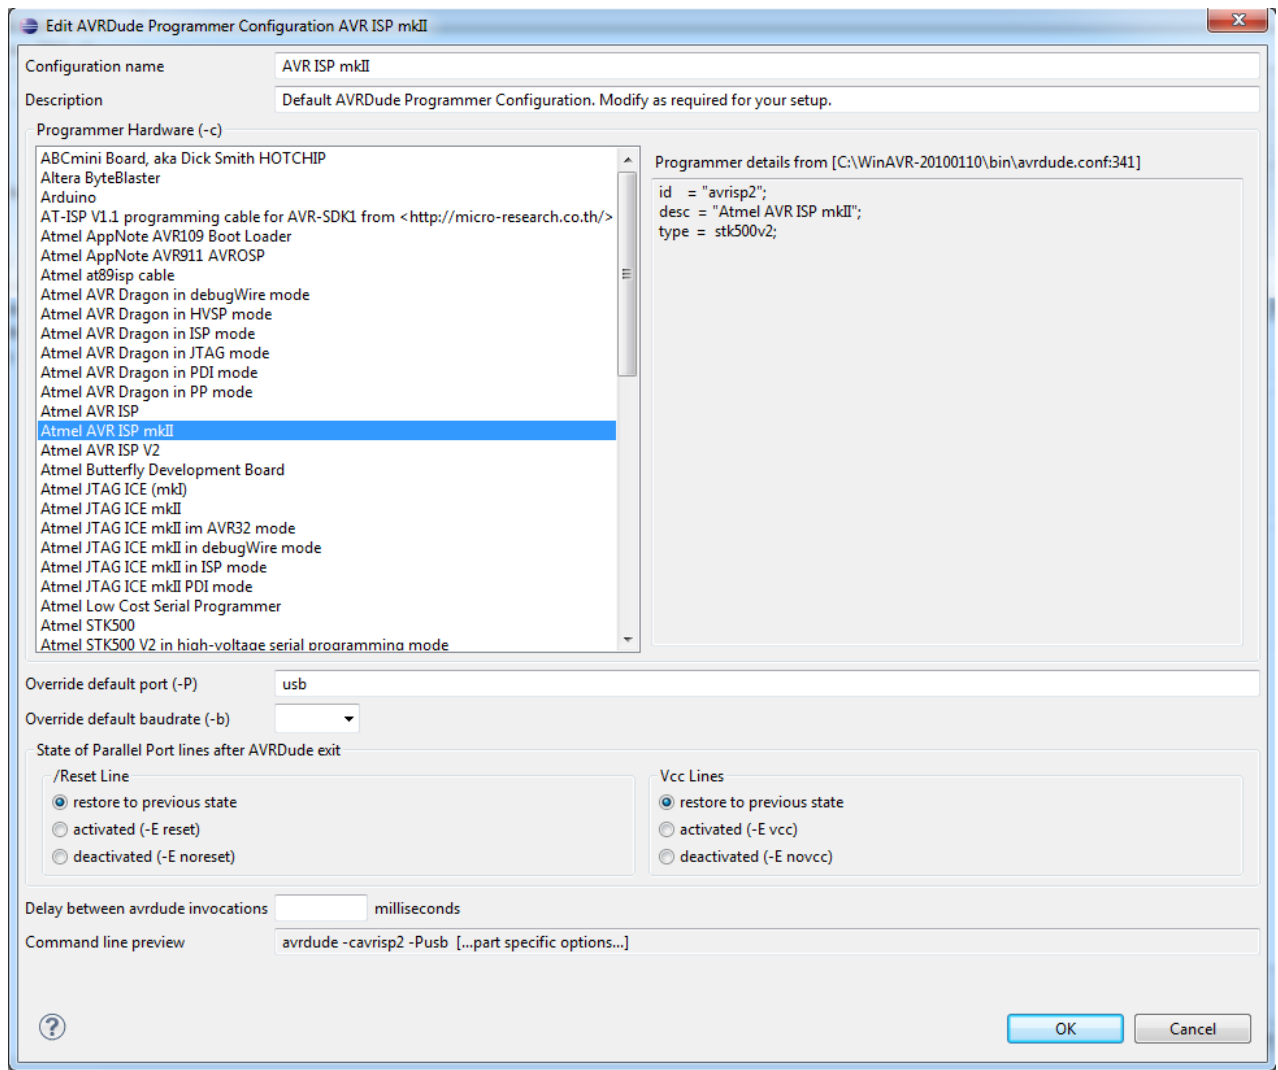 Edit AVRDude Programmer Configuration AVR ISP mkII
Configuration name
AVR ISP mkII
Description
Default AVRDude Programmer Configuration. Modify as required for your setup.
Programmer Hardware (-c)
ABCmini Board, aka Dick Smith HOTCHIP
Altera ByteBlaster
Arduino
AT-ISP V1.1 programming cable for AVR-SDK1 from <http://micro-research.co.th/>
Atmel AppNote AVR109 Boot Loader
Atmel AppNote AVR911 AVROSP
Atmel at89isp cable
Atmel AVR Dragon in debugWire mode
Atmel AVR Dragon in HVSP mode
Atmel AVR Dragon in ISP mode
Atmel AVR Dragon in JTAG mode
Atmel AVR Dragon in PDI mode
Atmel AVR Dragon in PP mode
Atmel AVR ISP
Atmel AVR ISP mkII
Atmel AVR ISP V2
Atmel Butterfly Development Board
Atmel JTAG ICE (mkI)
Atmel JTAG ICE mkII
Atmel JTAG ICE mkII im AVR32 mode
Atmel JTAG ICE mkII in debugWire mode
Atmel JTAG ICE mkII in ISP mode
Atmel JTAG ICE mkII PDI mode
Atmel Low Cost Serial Programmer
Atmel STK500
Atmel STK500 V2 in high-voltage serial programming mode
Programmer details from [C:\WinAVR-20100110\bin\avrdude.conf:341]
id = "avrisp2";
desc = "Atmel AVR ISP mkII";
type = stk500v2;
Override default port (-P)
usb
Override default baudrate (-b)
State of Parallel Port lines after AVRDude exit
/Reset Line
restore to previous state
activated (-E reset)
deactivated (-E noreset)
Vcc Lines
restore to previous state
activated (-E vcc)
deactivated (-E novcc)
Delay between avrdude invocations
milliseconds
Command line preview
avrdude -cavrisp2 -Pusb [...part specific options...]
?
OK
Cancel